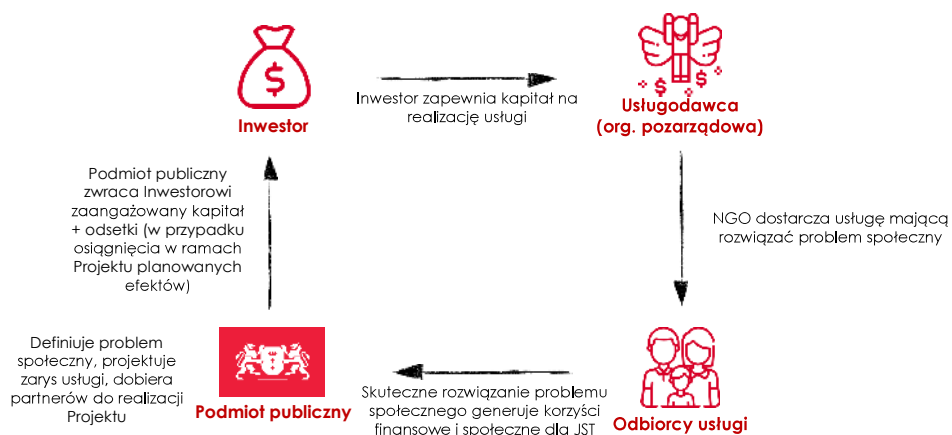 Inwestor
Inwestor zapewnia kapitał na
realizację usługi
Usługodawca
(org. pozarządowa)
Podmiot publiczny
zwraca Inwestorowi
zaangażowany kapitał
+ odsetki (w przypadku
osiągnięcia w ramach
Projektu planowanych
efektów)
NGO dostarcza usługę mającą
rozwiązać problem społeczny
Definiuje problem
społeczny, projektuje
zarys usługi, dobiera
partnerów do realizacji
Projektu
Podmiot publiczny
Skuteczne rozwiązanie problemu
społecznego generuje korzyści
finansowe i społeczne dla JST
Odbiorcy usługi